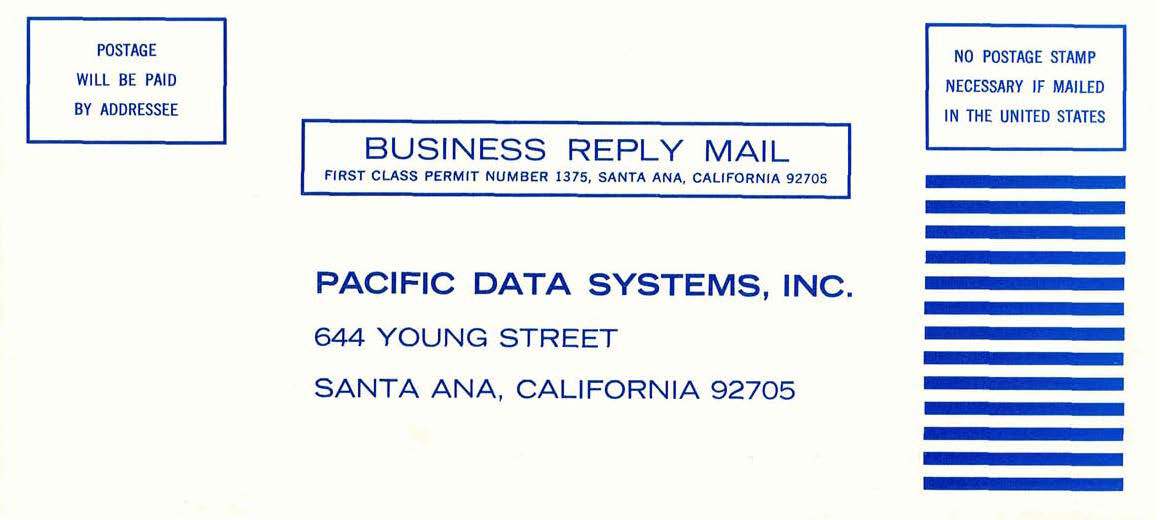 POSTAGE
WILL BE PAID
BY ADDRESSEE
NO POSTAGE STAMP
NECESSARY IF MAILED
IN THE UNITED STATES
BUSINESS REPLY MAIL
FIRST CLASS PERMIT NUMBER 1375, SANTA ANA, CALIFORNIA 92705
PACIFIC DATA SYSTEMS, INC.
644 YOUNG STREET
SANTA ANA, CALIFORNIA 92705